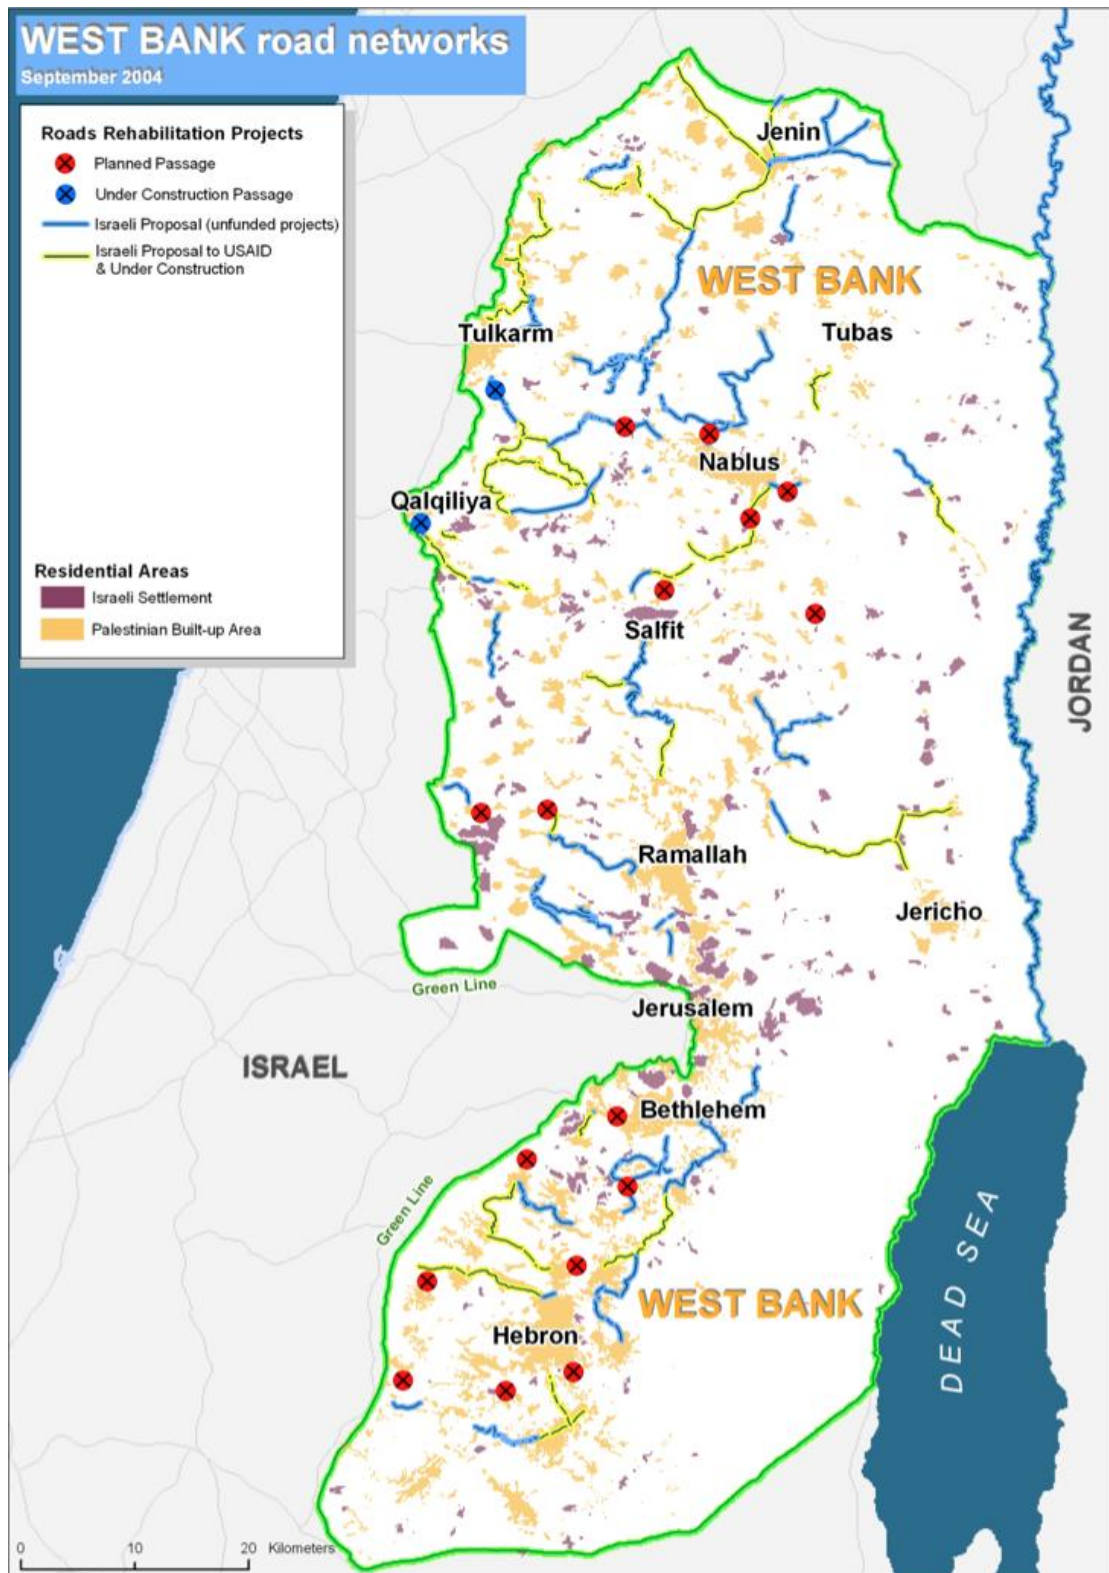 WEST BANK road networks
September 2004
Roads Rehabilitation Projects
Planned Passage
Under Construction Passage
Israeli Proposal (unfunded projects)
Israeli Proposal to USAID
& Under Construction
Residential Areas
Israeli Settlement
Palestinian Built-up Area
Jenin
WEST BANK
Tulkarm
Tubas
Nablus
Qalqiliya
Salfit
JORDAN
Ramallah
Jericho
Green Line
Jerusalem
ISRAEL
Bethlehem
Green Line
DEAD SEA
WEST BANK
Hebron
0 10 20 Kilometers